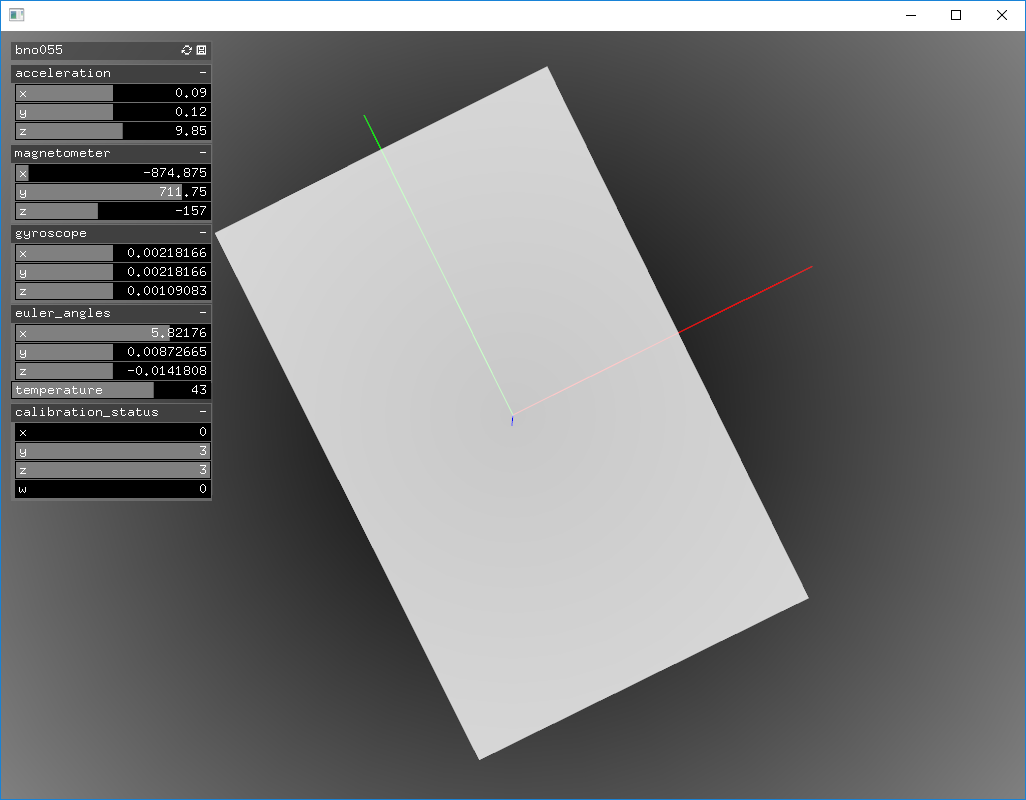 bno055
acceleration -
x 0.09
y 0.12
z 9.85
magnetometer -
x -874.875
y 711.75
z -157
gyroscope -
x 0.00218166
y 0.00218166
z 0.00109083
euler_angles -
x 5.82176
y 0.00872665
z -0.0141808
temperature 43
calibration_status -
x 0
y 3
z 3
w 0